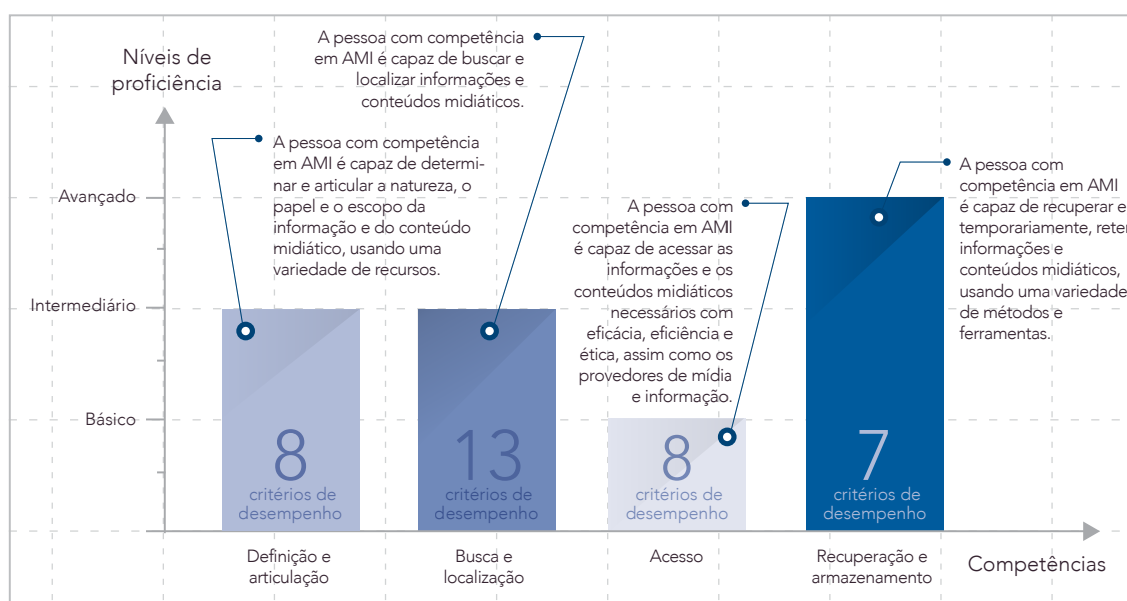 Níveis de
proficiência
A pessoa com competência
em AMI é capaz de buscar e
localizar informações e
conteúdos midiáticos.
A pessoa com competência
em AMI é capaz de determi-
nar e articular a natureza, o
papel e o escopo da
informação e do conteúdo
midiático, usando uma
variedade de recursos.
A pessoa com
competência em AMI
é capaz de acessar as
informações e os
conteúdos midiáticos
necessários com
eficácia, eficiência e
ética, assim como os
provedores de mídia
e informação.
A pessoa com
competência em AMI
é capaz de recuperar e
temporariamente, reter
informações e
conteúdos midiáticos,
usando uma variedade
de métodos e
ferramentas.
Avançado
Intermediário
Básico
8
critérios de
desempenho
13
critérios de
desempenho
8
critérios de
desempenho
7
critérios de
desempenho
Definição e
articulação
Busca e
localização
Acesso
Recuperação e
armazenamento
Competências